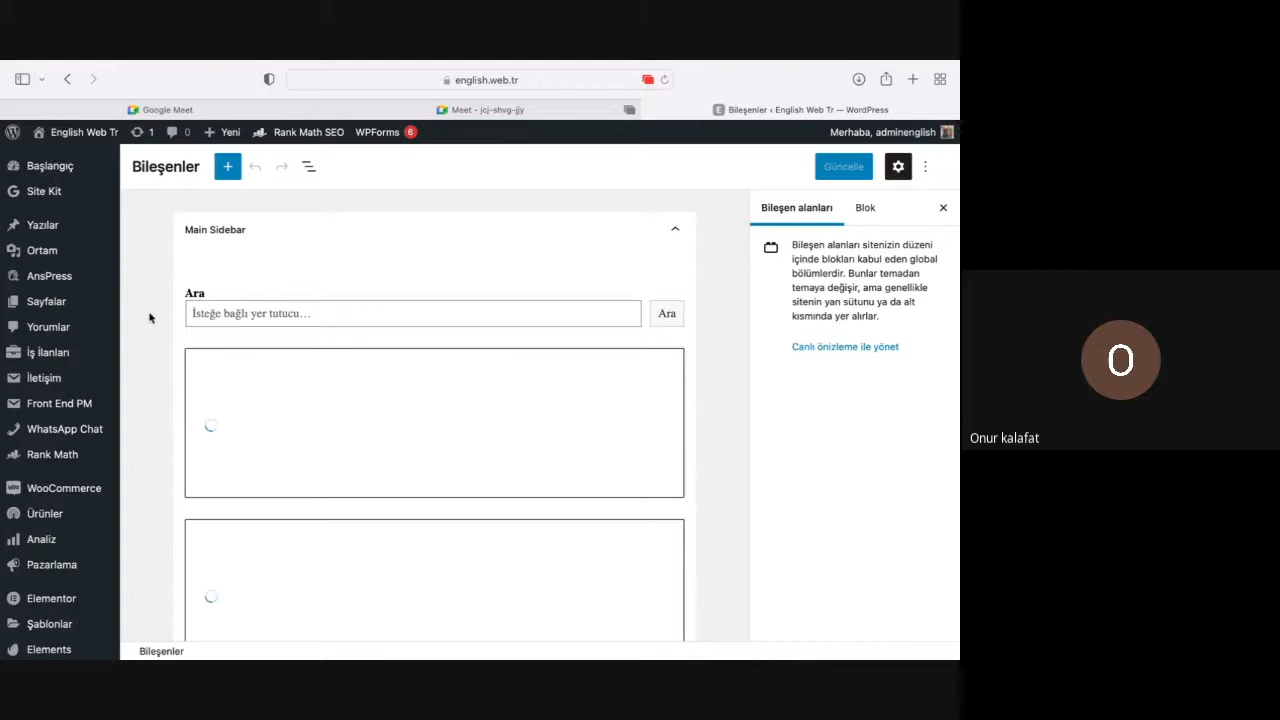 english.web.tr
Google Meet
Meet - jcj-shvg-jjy
Bileşenler ‹ English Web Tr — WordPress
English Web Tr
1
0
Yeni
Rank Math SEO
WPForms
6
Merhaba, adminenglish
Başlangıç
Site Kit
Yazılar
Ortam
AnsPress
Sayfalar
Yorumlar
İş İlanları
İletişim
Front End PM
WhatsApp Chat
Rank Math
WooCommerce
Ürünler
Analiz
Pazarlama
Elementor
Şablonlar
Elements
Bileşenler
Güncelle
Main Sidebar
Ara
İsteğe bağlı yer tutucu…
Ara
Bileşen alanları
Blok
Bileşen alanları sitenizin düzeni
içinde blokları kabul eden global
bölümlerdir. Bunlar temadan
temaya değişir, ama genellikle
sitenin yan sütunu ya da alt
kısmında yer alırlar.
Canlı önizleme ile yönet
Bileşenler
O
Onur kalafat